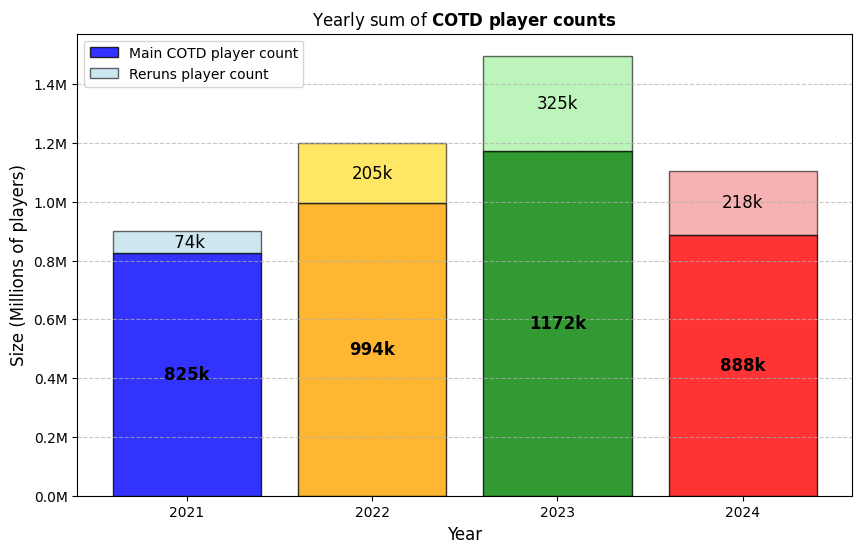 Yearly sum of COTD player counts
Main COTD player count
Reruns player count
Size (Millions of players)
1.4M
1.2M
1.0M
0.8M
0.6M
0.4M
0.2M
0.0M
74k
825k
205k
994k
325k
1172k
218k
888k
2021
2022
2023
2024
Year